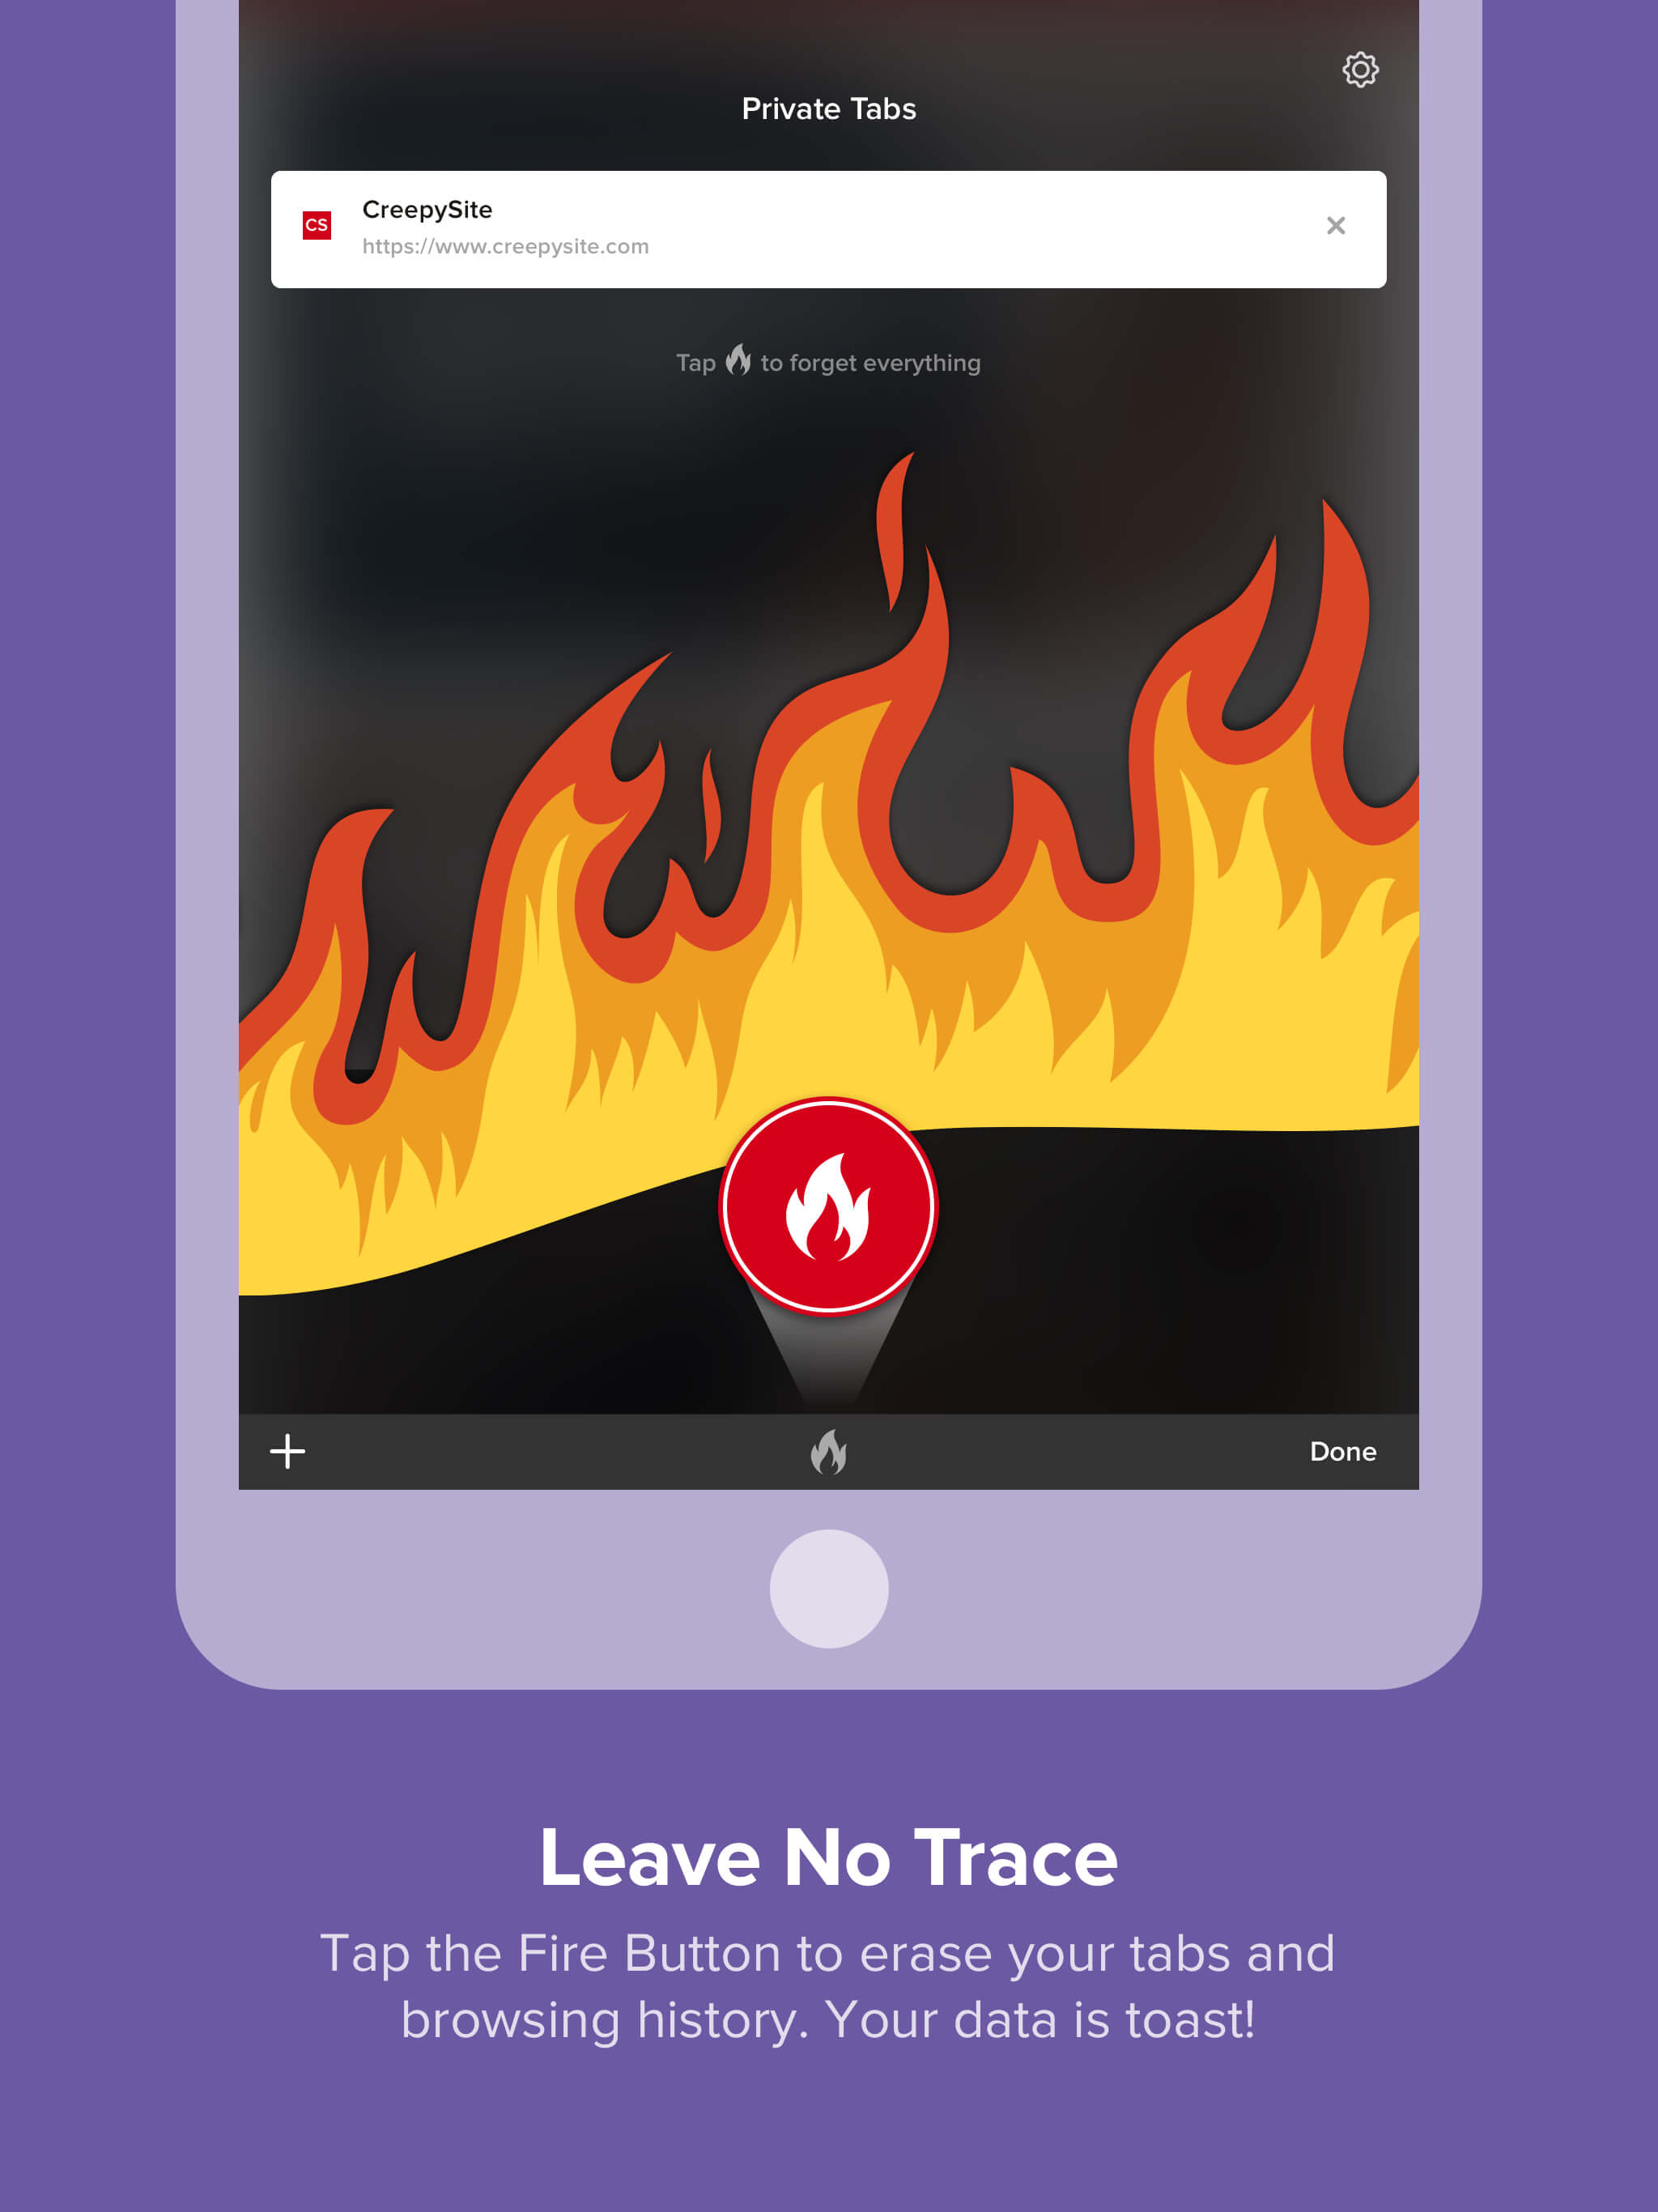 Private Tabs
CS
CreepySite
https://www.creepysite.com
Tap to forget everything
Done
Leave No Trace
Tap the Fire Button to erase your tabs and
browsing history. Your data is toast!